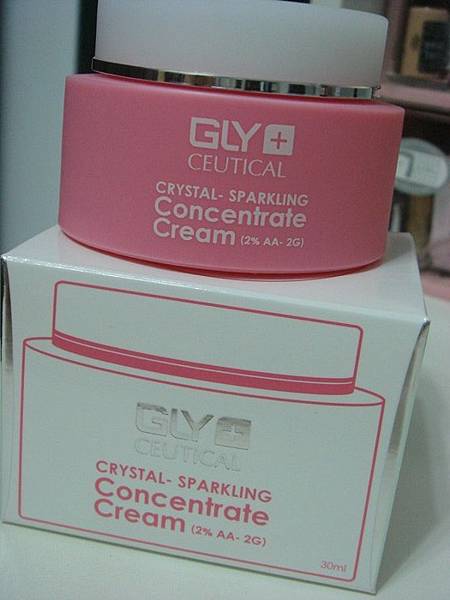 GLY+
CEUTICAL
CRYSTAL- SPARKLING
Concentrate
Cream (2% AA- 2G)
GLY+
CEUTICAL
CRYSTAL- SPARKLING
Concentrate
Cream (2% AA- 2G)
30ml